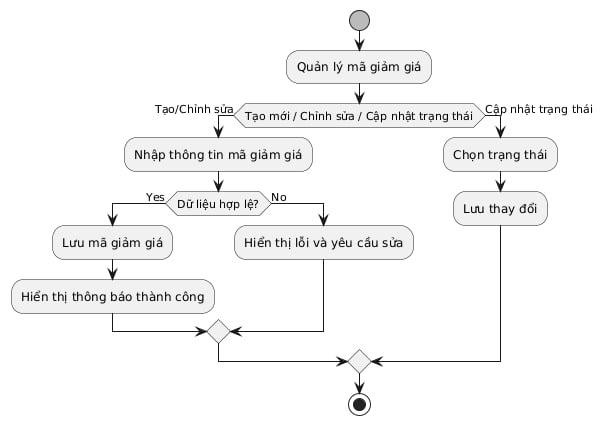 Quản lý mã giảm giá
Tạo/Chỉnh sửa
Tạo mới / Chỉnh sửa / Cập nhật trạng thái
Cập nhật trạng thái
Nhập thông tin mã giảm giá
Chọn trạng thái
Yes
Dữ liệu hợp lệ?
No
Lưu thay đổi
Lưu mã giảm giá
Hiển thị lỗi và yêu cầu sửa
Hiển thị thông báo thành công